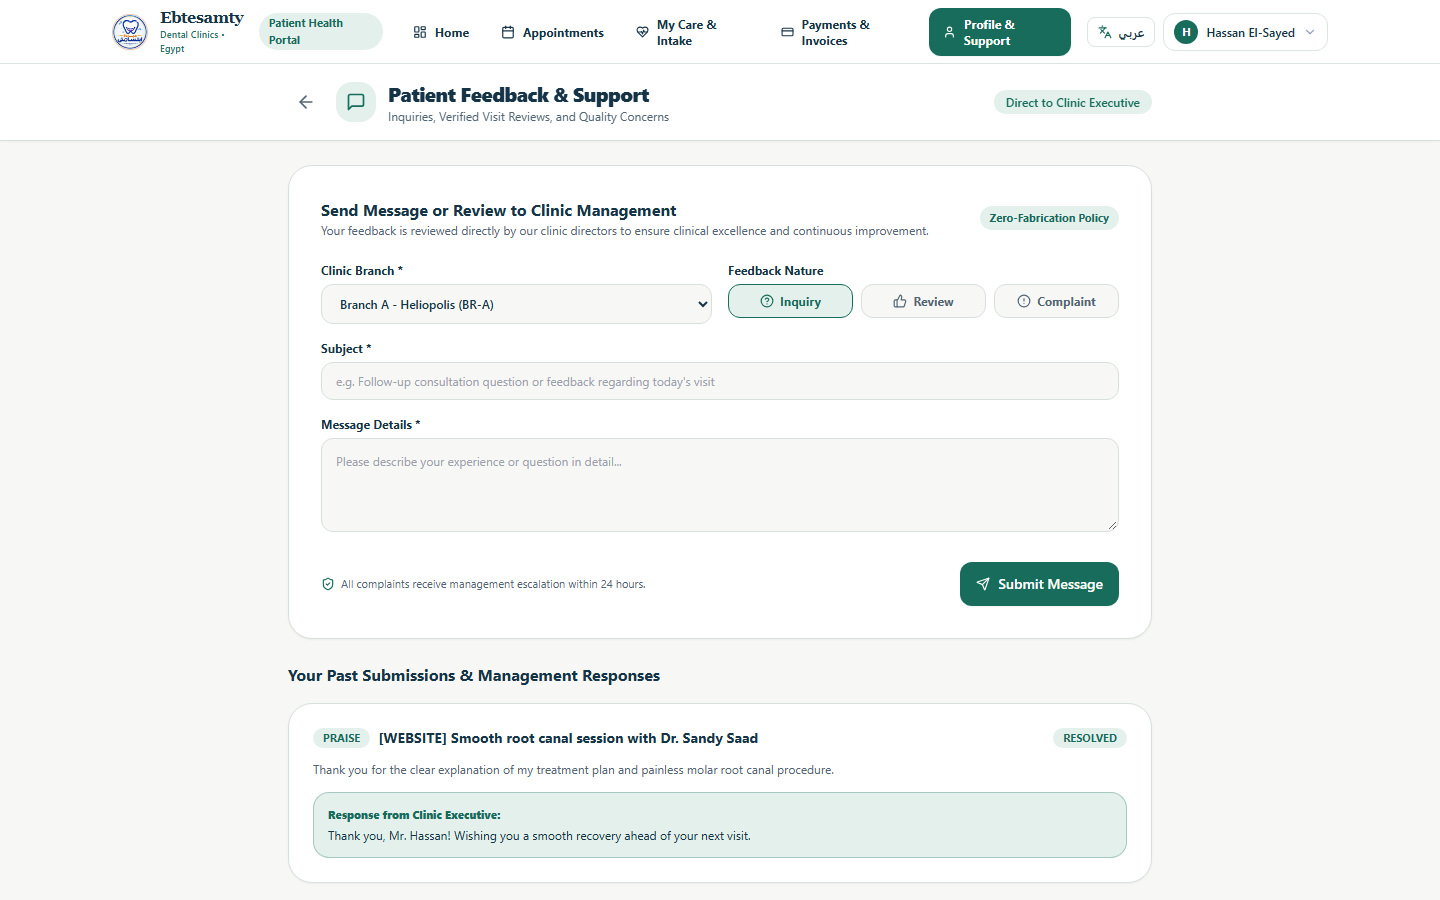 Ebtesamty
Dental Clinics •
Egypt
Patient Health
Portal
Home
Appointments
My Care &
Intake
Payments &
Invoices
Profile &
Support
عربي
H
Hassan El-Sayed
Patient Feedback & Support
Inquiries, Verified Visit Reviews, and Quality Concerns
Direct to Clinic Executive
Send Message or Review to Clinic Management
Your feedback is reviewed directly by our clinic directors to ensure clinical excellence and continuous improvement.
Zero-Fabrication Policy
Clinic Branch *
Branch A - Heliopolis (BR-A)
Feedback Nature
Inquiry
Review
Complaint
Subject *
e.g. Follow-up consultation question or feedback regarding today's visit
Message Details *
Please describe your experience or question in detail...
All complaints receive management escalation within 24 hours.
Submit Message
Your Past Submissions & Management Responses
PRAISE
[WEBSITE] Smooth root canal session with Dr. Sandy Saad
RESOLVED
Thank you for the clear explanation of my treatment plan and painless molar root canal procedure.
Response from Clinic Executive:
Thank you, Mr. Hassan! Wishing you a smooth recovery ahead of your next visit.